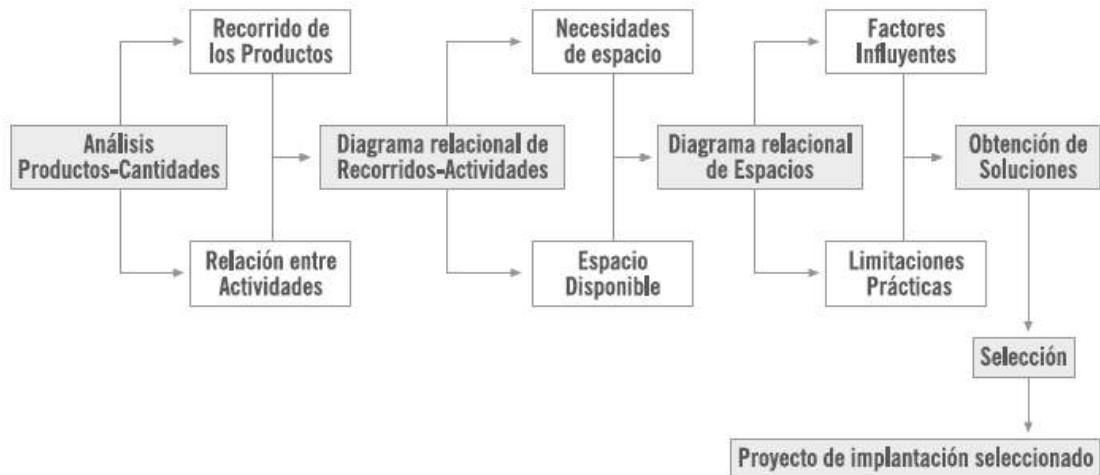 Recorrido de
los Productos
Necesidades
de espacio
Factores
Influyentes
Análisis
Productos-Cantidades
Diagrama relacional de
Recorridos-Actividades
Diagrama relacional
de Espacios
Obtención de
Soluciones
Relación entre
Actividades
Espacio
Disponible
Limitaciones
Prácticas
Selección
Proyecto de implantación seleccionado